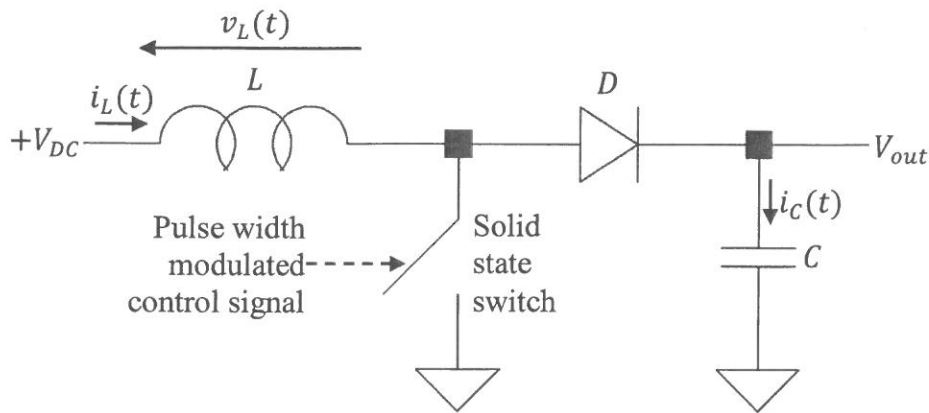 v_L(t)
i_L(t)
L
D
+V_DC
V_out
i_C(t)
Pulse width
modulated
control signal
Solid
state
switch
C